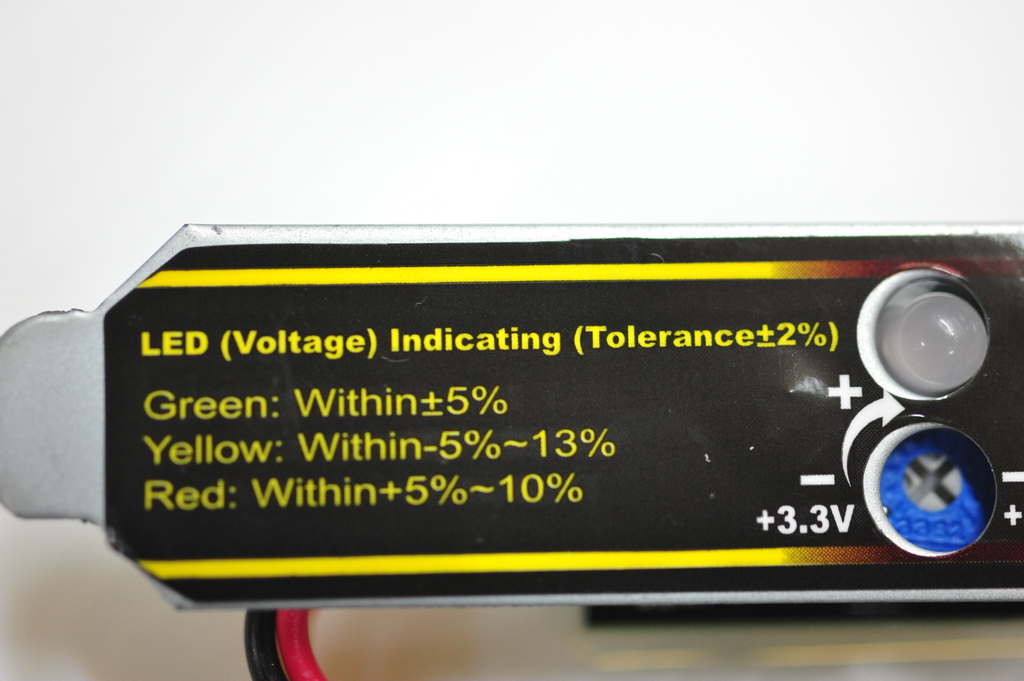 LED (Voltage) Indicating (Tolerance±2%)
Green: Within±5%
Yellow: Within-5%~13%
Red: Within+5%~10%
+
-
+3.3V
-
+